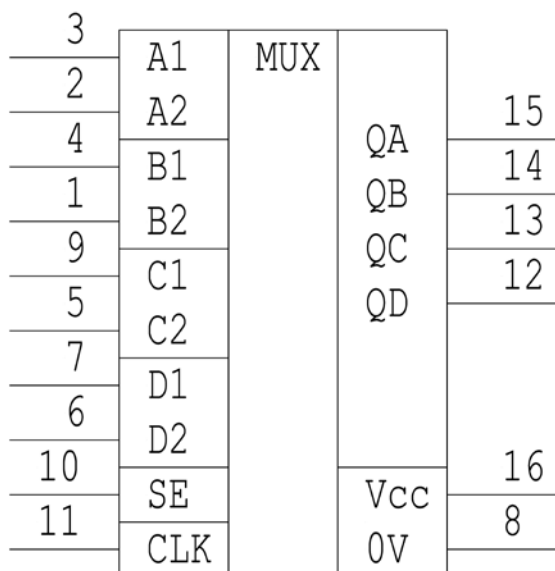 3
A1 MUX
2
A2 15
4 QA
B1 14
1 QB
B2 13
9 QC
C1 12
5 QD
C2
7
D1
6
D2
10 16
SE Vcc
11 8
CLK 0V